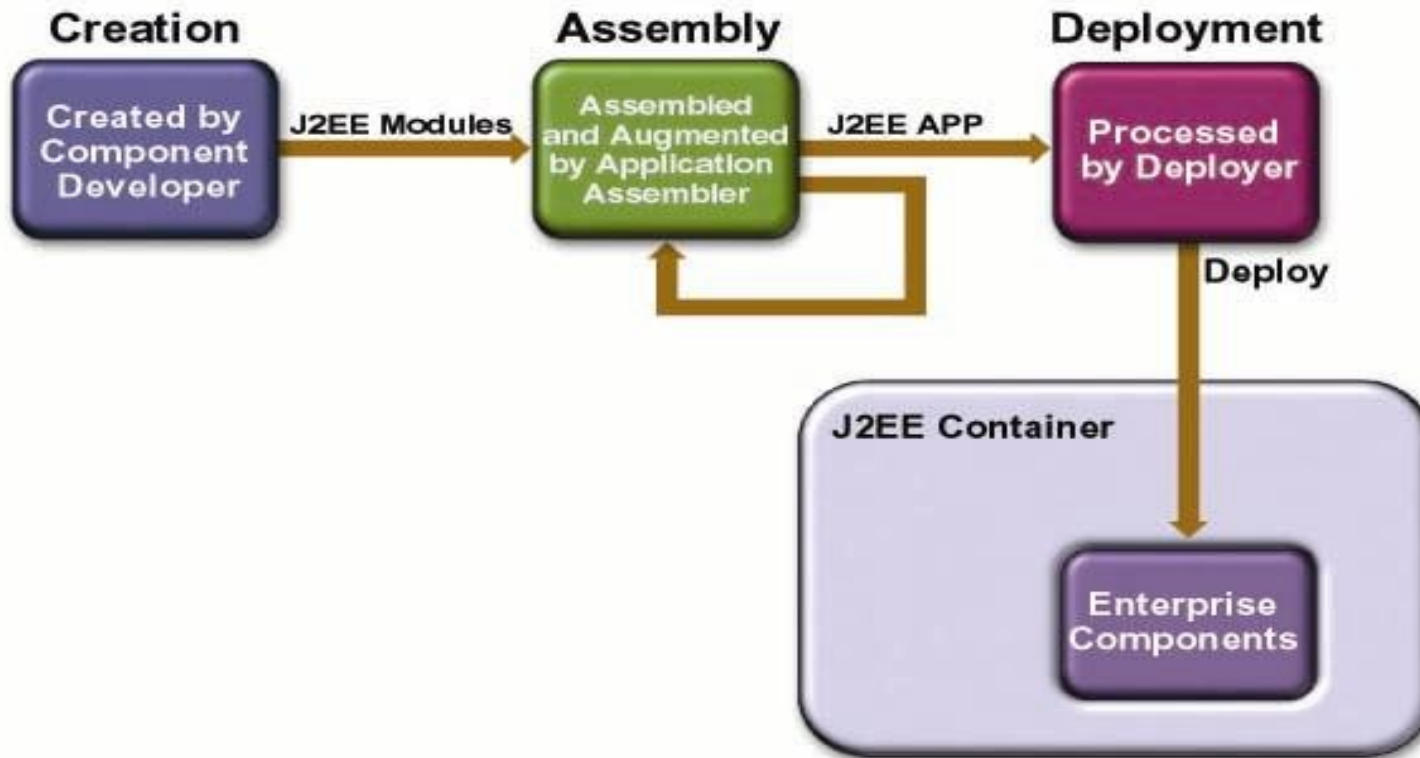 Creation
Assembly
Deployment
Created by
Component
Developer
J2EE Modules
Assembled
and Augmented
by Application
Assembler
J2EE APP
Processed
by Deployer
Deploy
J2EE Container
Enterprise
Components